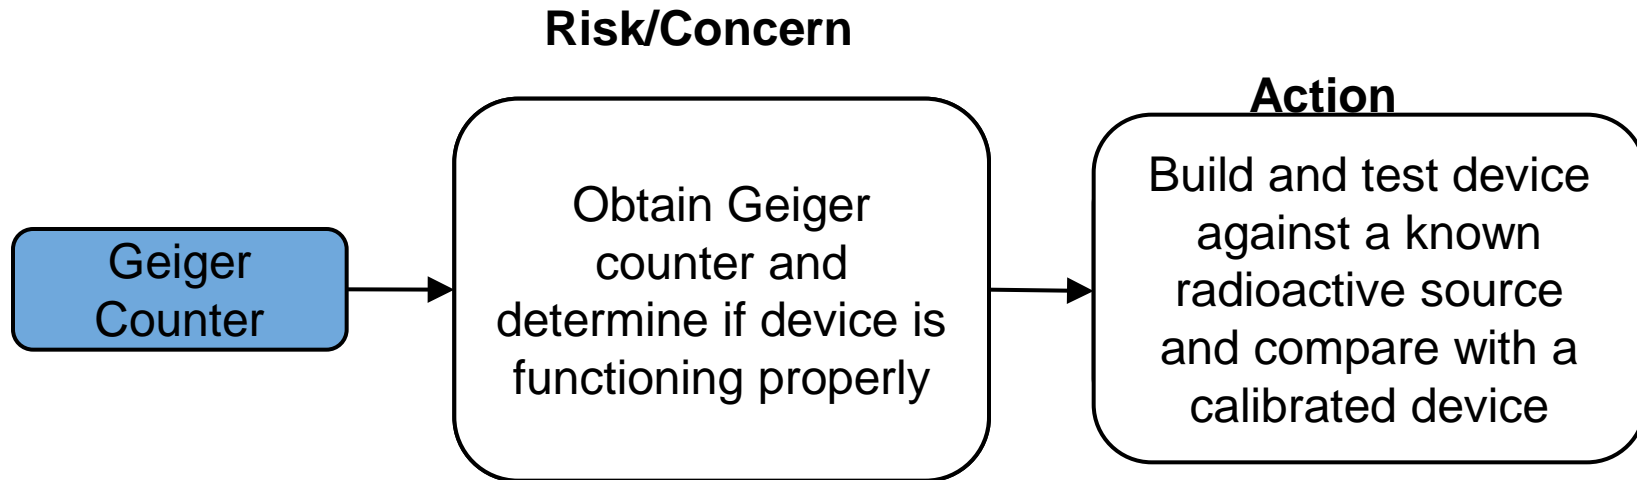 Risk/Concern
Action
Geiger
Counter
Obtain Geiger
counter and
determine if device is
functioning properly
Build and test device
against a known
radioactive source
and compare with a
calibrated device